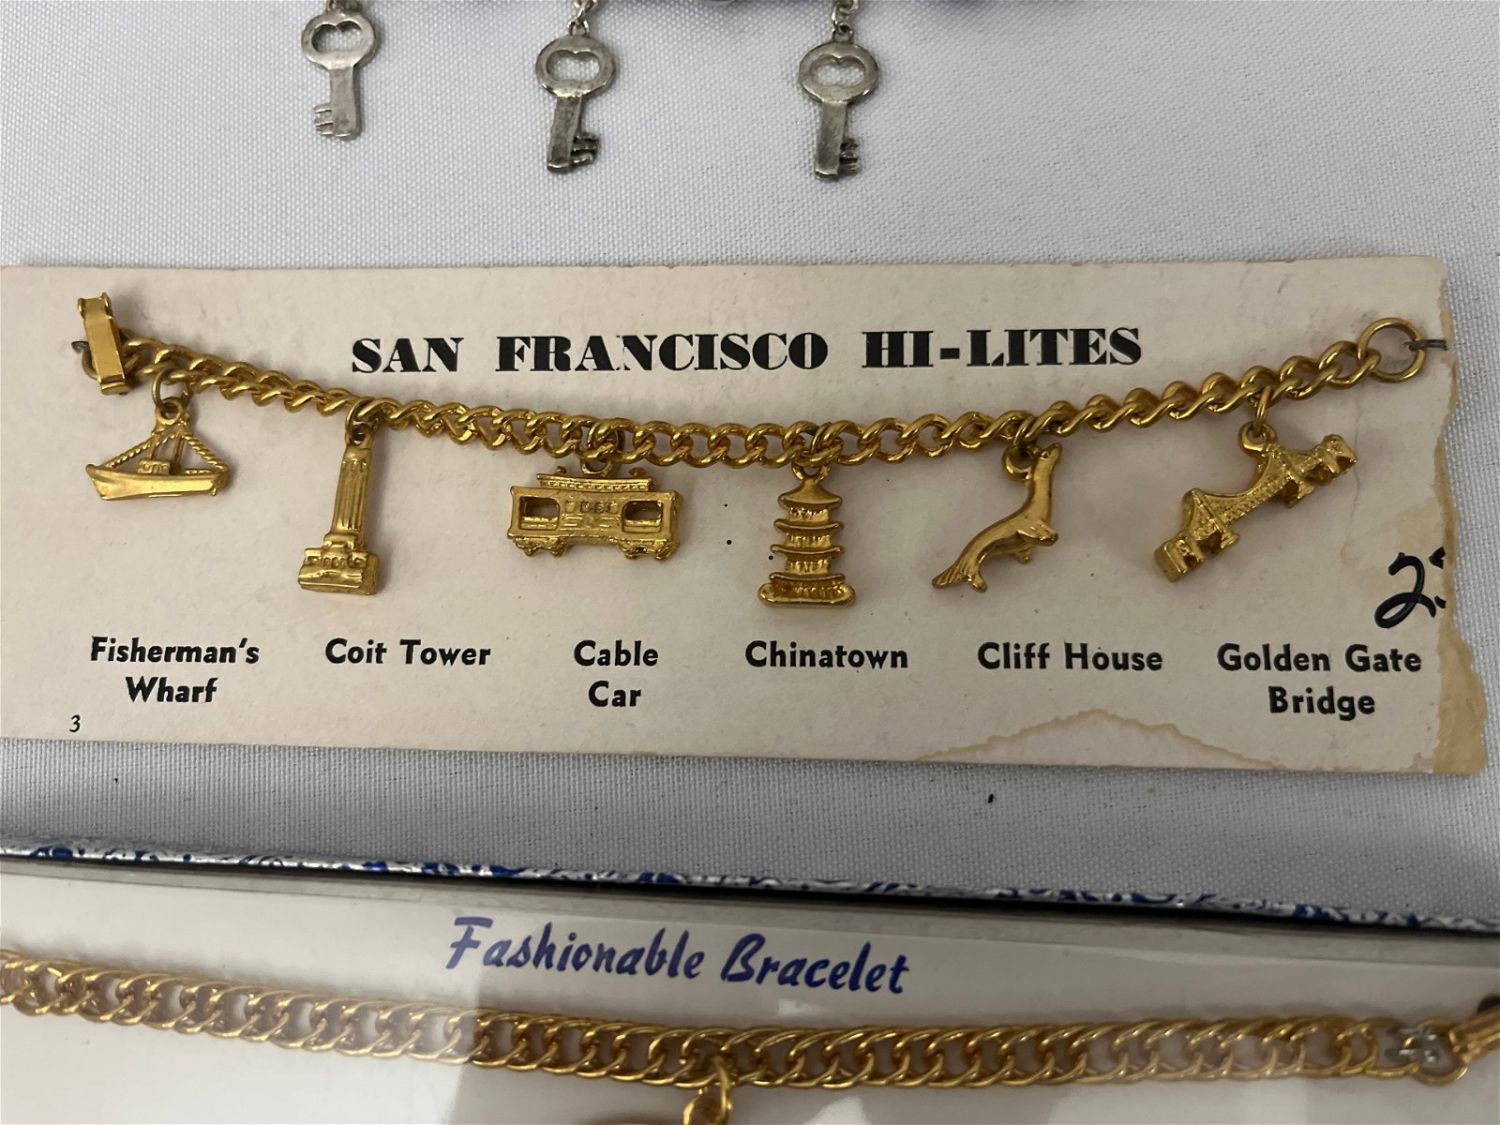 SAN FRANCISCO HI-LITES
Fisherman's Wharf
Coit Tower
Cable Car
Chinatown
Cliff House
Golden Gate Bridge
3
Fashionable Bracelet